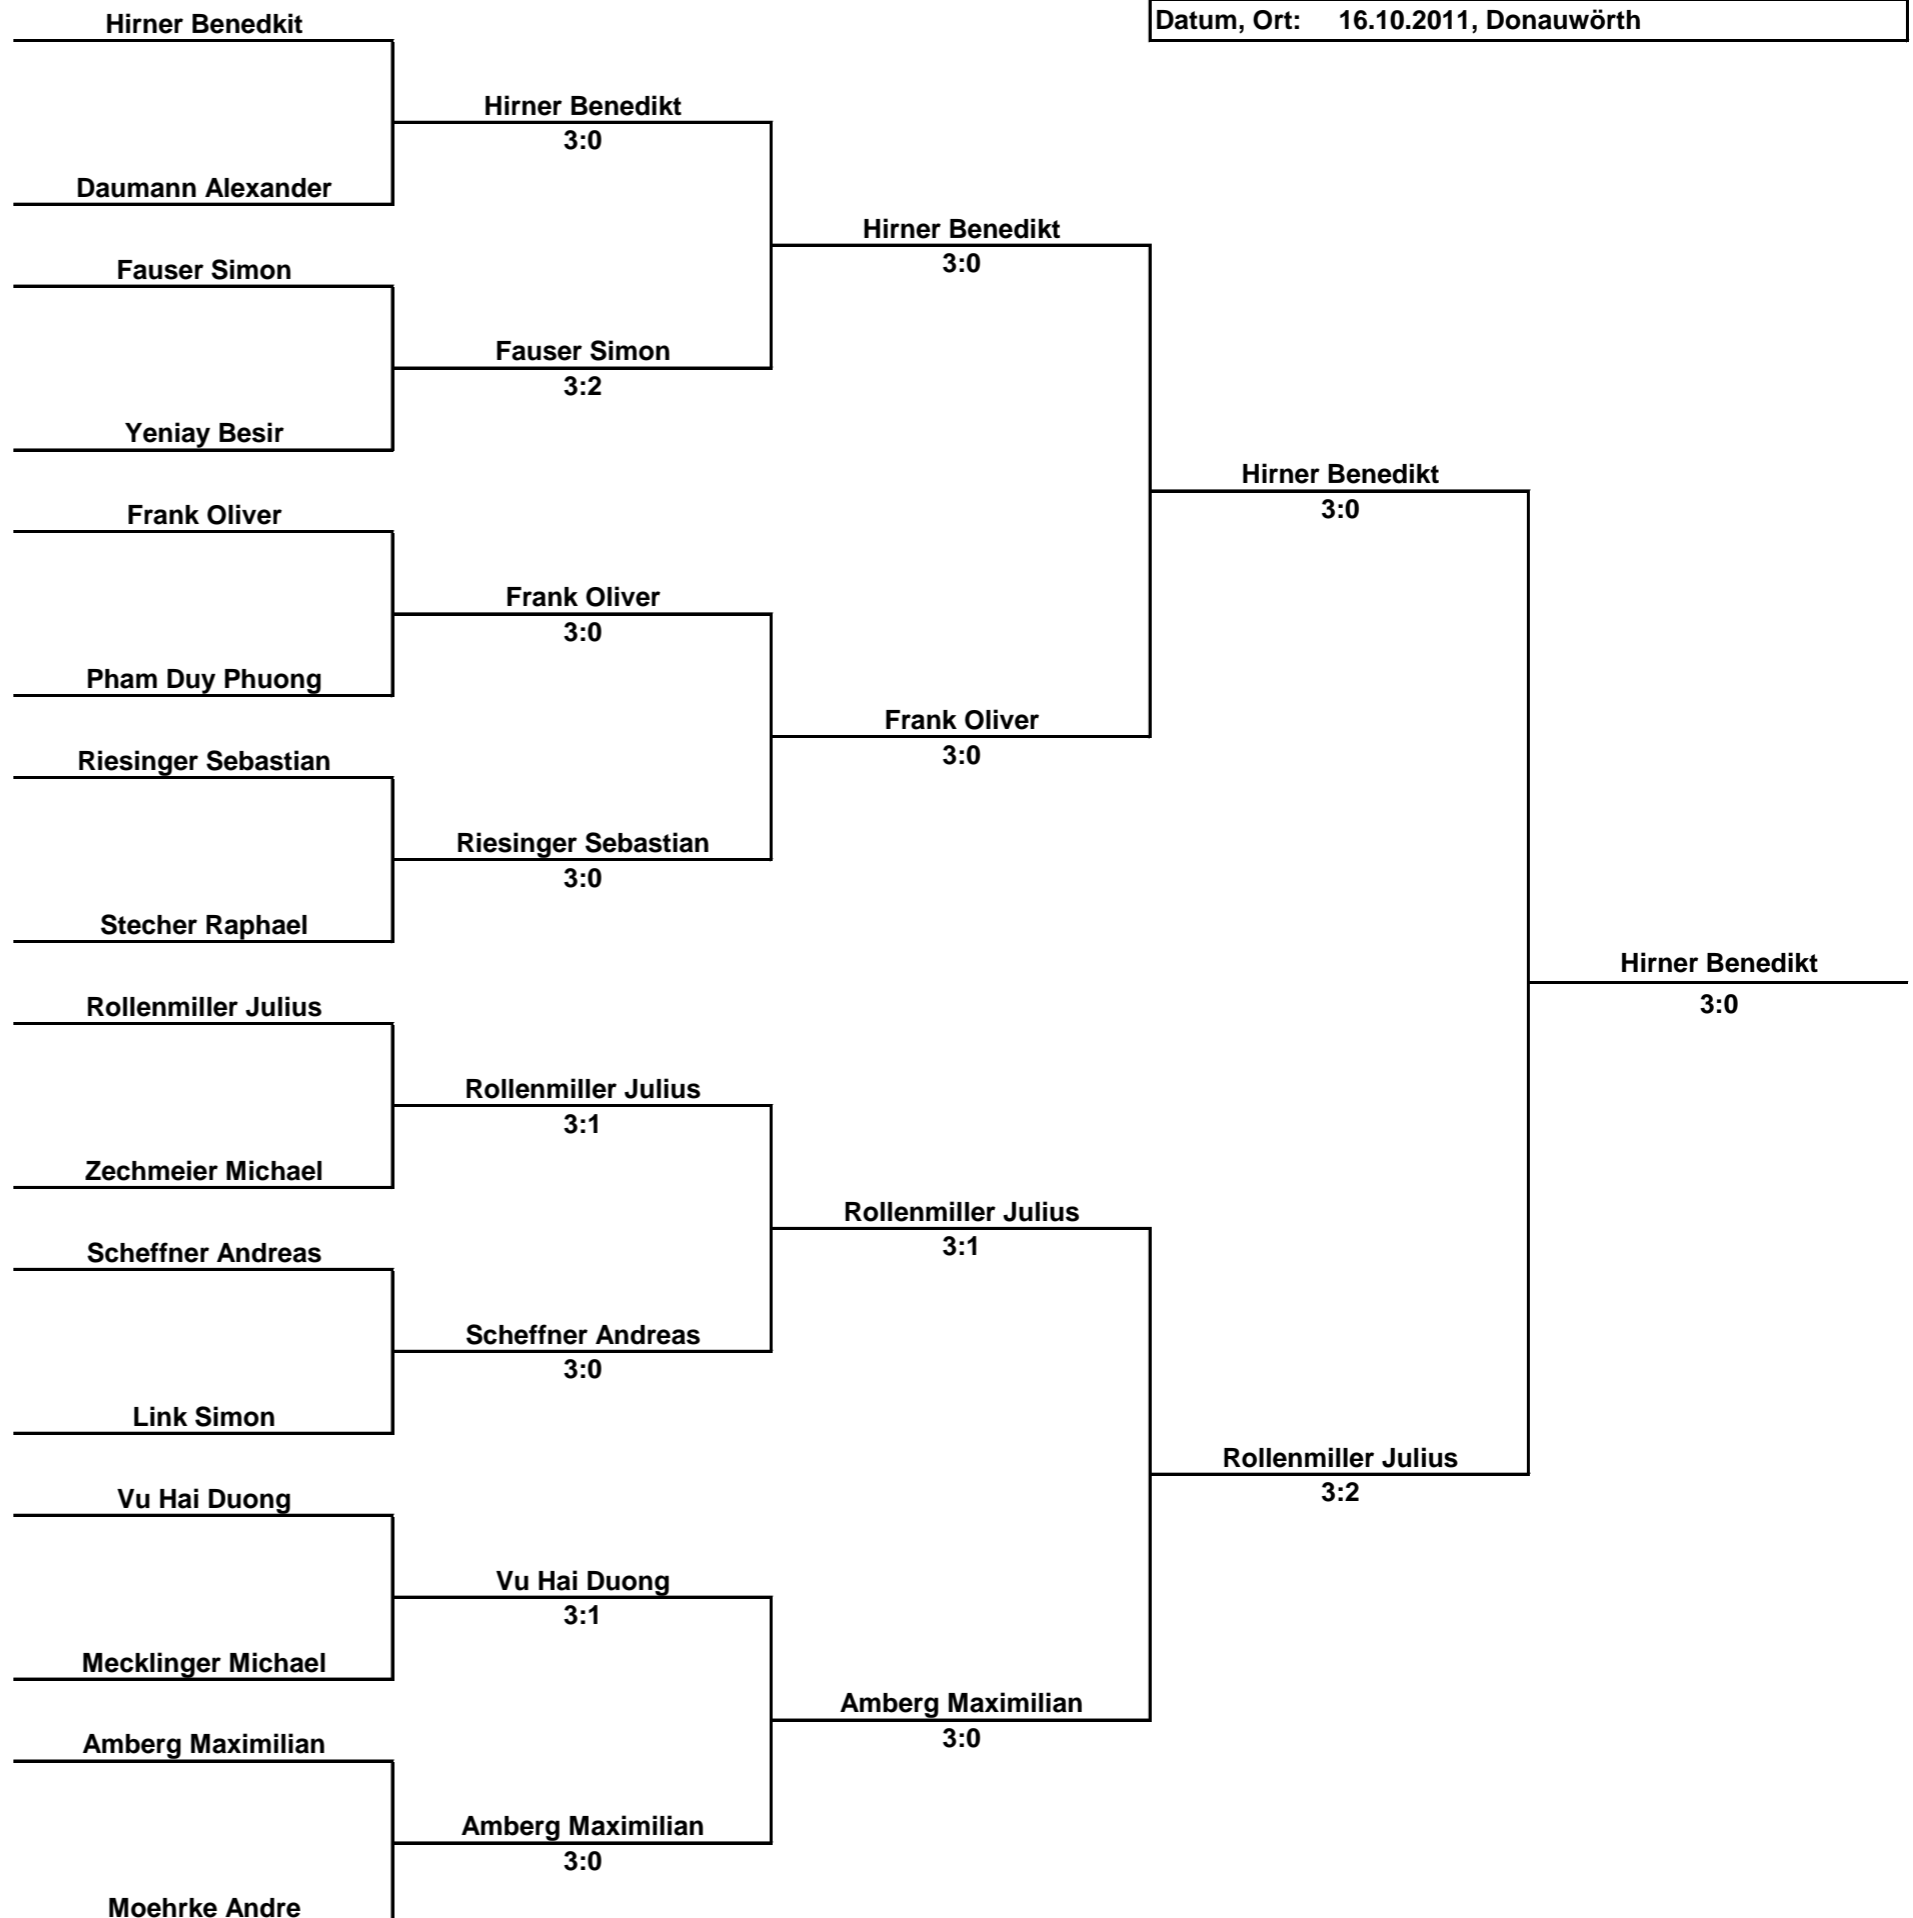 Hirner Benedkit
Datum, Ort: 16.10.2011, Donauwörth
Hirner Benedikt
3:0
Daumann Alexander
Hirner Benedikt
3:0
Fauser Simon
Fauser Simon
3:2
Yeniay Besir
Hirner Benedikt
3:0
Frank Oliver
Frank Oliver
3:0
Pham Duy Phuong
Frank Oliver
3:0
Riesinger Sebastian
Riesinger Sebastian
3:0
Stecher Raphael
Hirner Benedikt
3:0
Rollenmiller Julius
Rollenmiller Julius
3:1
Zechmeier Michael
Rollenmiller Julius
3:1
Scheffner Andreas
Scheffner Andreas
3:0
Link Simon
Rollenmiller Julius
3:2
Vu Hai Duong
Vu Hai Duong
3:1
Mecklinger Michael
Amberg Maximilian
3:0
Amberg Maximilian
Amberg Maximilian
3:0
Moehrke Andre